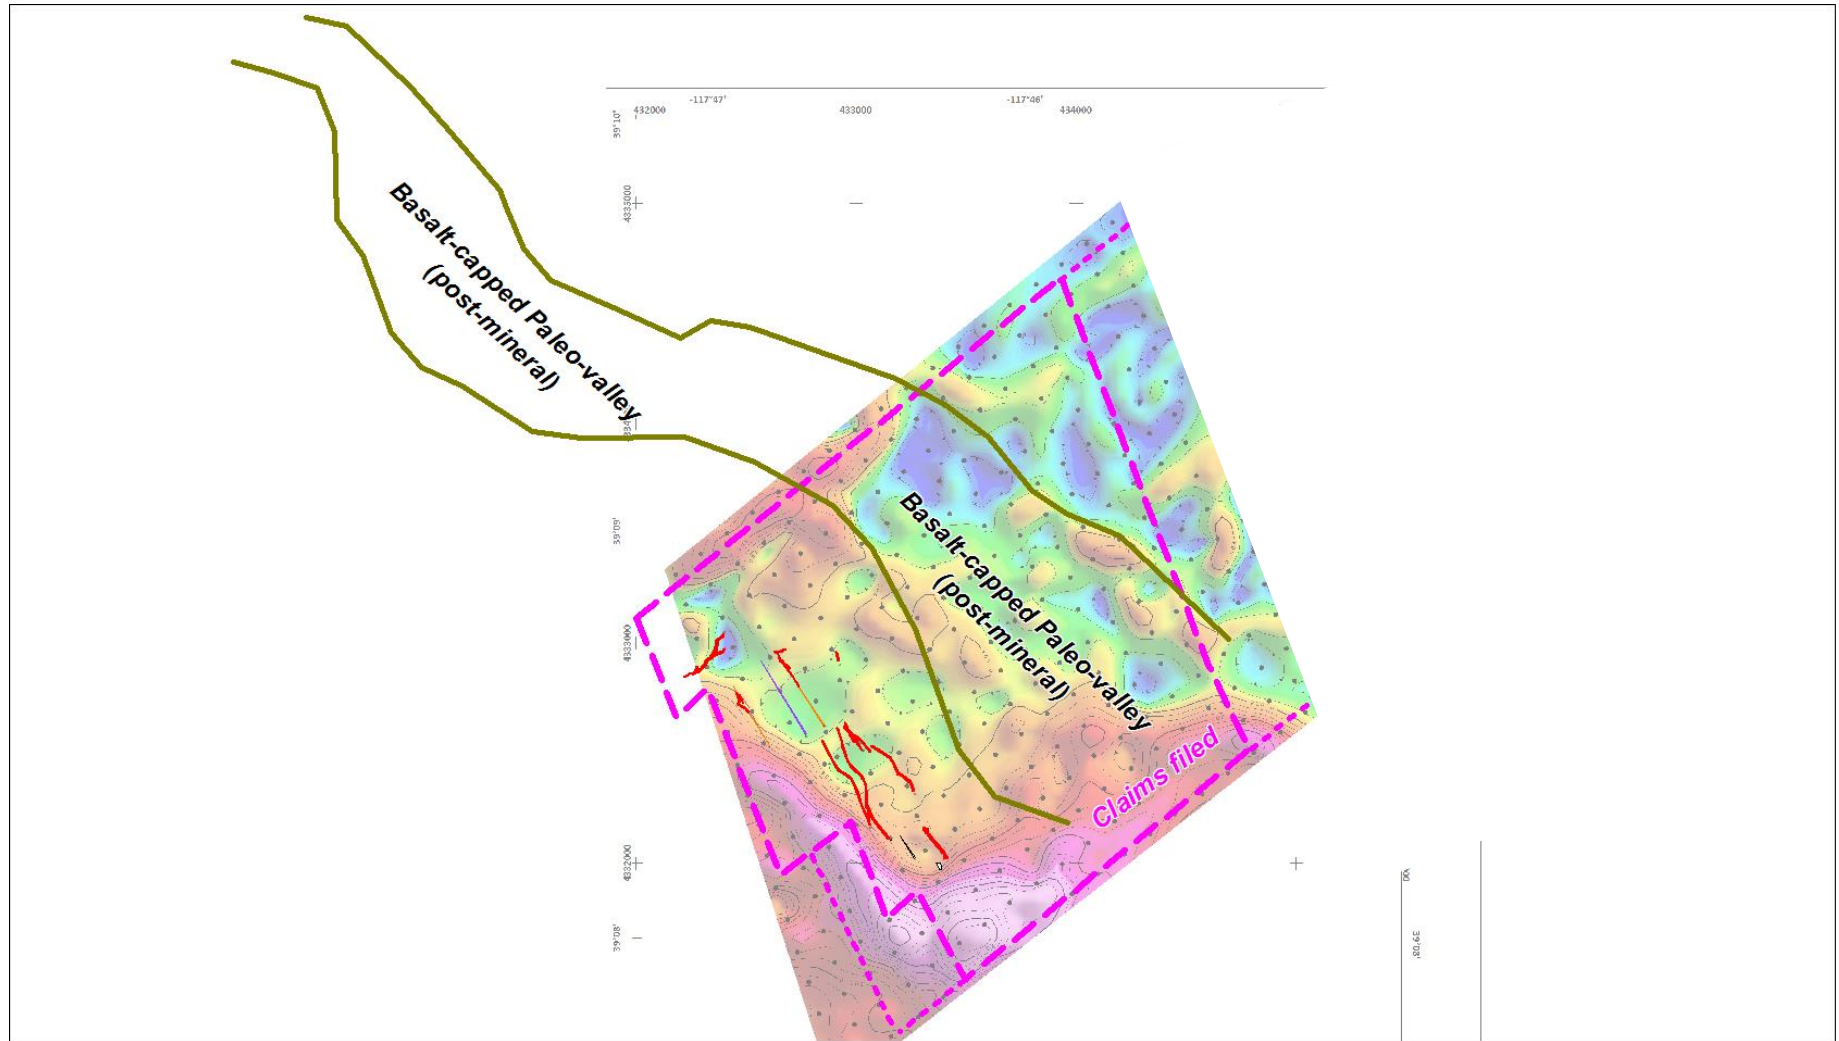 -117°47' -117°46'
432000 433000 434000
39°10'
4335000
Basalt-capped Paleo-valley
(post-mineral)
39°09'
Basalt-capped Paleo-valley
(post-mineral)
4333000
Claims filed
4332000
39°08'
39°08'